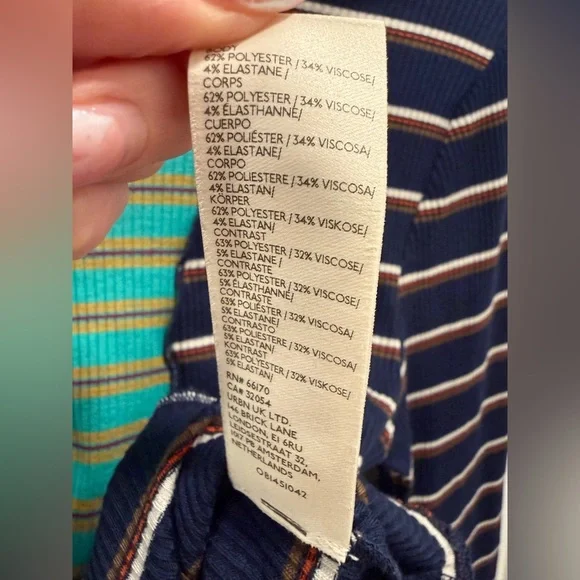 BODY
62% POLYESTER / 34% VISCOSE/
4% ELASTANE/
CORPS
62% POLYESTER / 34% VISCOSE/
4% ÉLASTHANNE/
CUERPO
62% POLIÉSTER / 34% VISCOSA/
4% ELASTANE/
CORPO
62% POLIESTERE / 34% VISCOSA/
4% ELASTAN/
KÖRPER
62% POLYESTER / 34% VISKOSE/
4% ELASTAN/
CONTRAST
63% POLYESTER / 32% VISCOSE/
5% ELASTANE/
CONTRASTE
63% POLYESTER / 32% VISCOSE/
5% ÉLASTHANNE/
CONTRASTE
63% POLIÉSTER / 32% VISCOSA/
5% ELASTANE/
CONTRASTO
63% POLIESTERE / 32% VISCOSA/
5% ELASTAN/
KONTRAST
63% POLYESTER / 32% VISKOSE/
5% ELASTAN/
RN# 66170
CA# 32054
URBN UK LTD.
146 BRICK LANE
LONDON, E1 6RU
LEIDSESTRAAT 32,
1017 PB AMSTERDAM,
NETHERLANDS
OB1451042